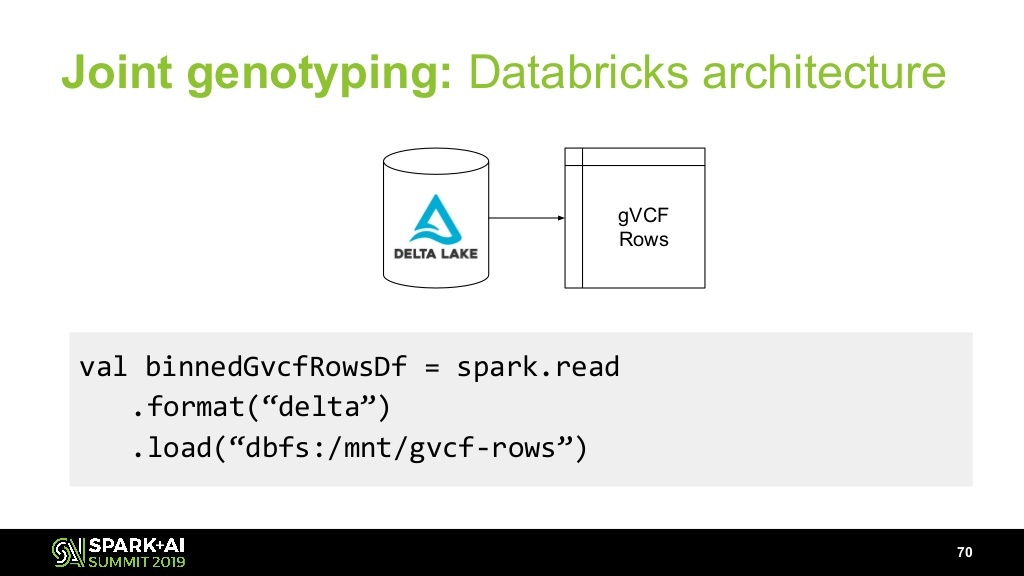 Joint genotyping: Databricks architecture
DELTA LAKE
gVCF
Rows
val binnedGvcfRowsDf = spark.read
.format(“delta”)
.load(“dbfs:/mnt/gvcf-rows”)
SPARK+AI
SUMMIT 2019
70